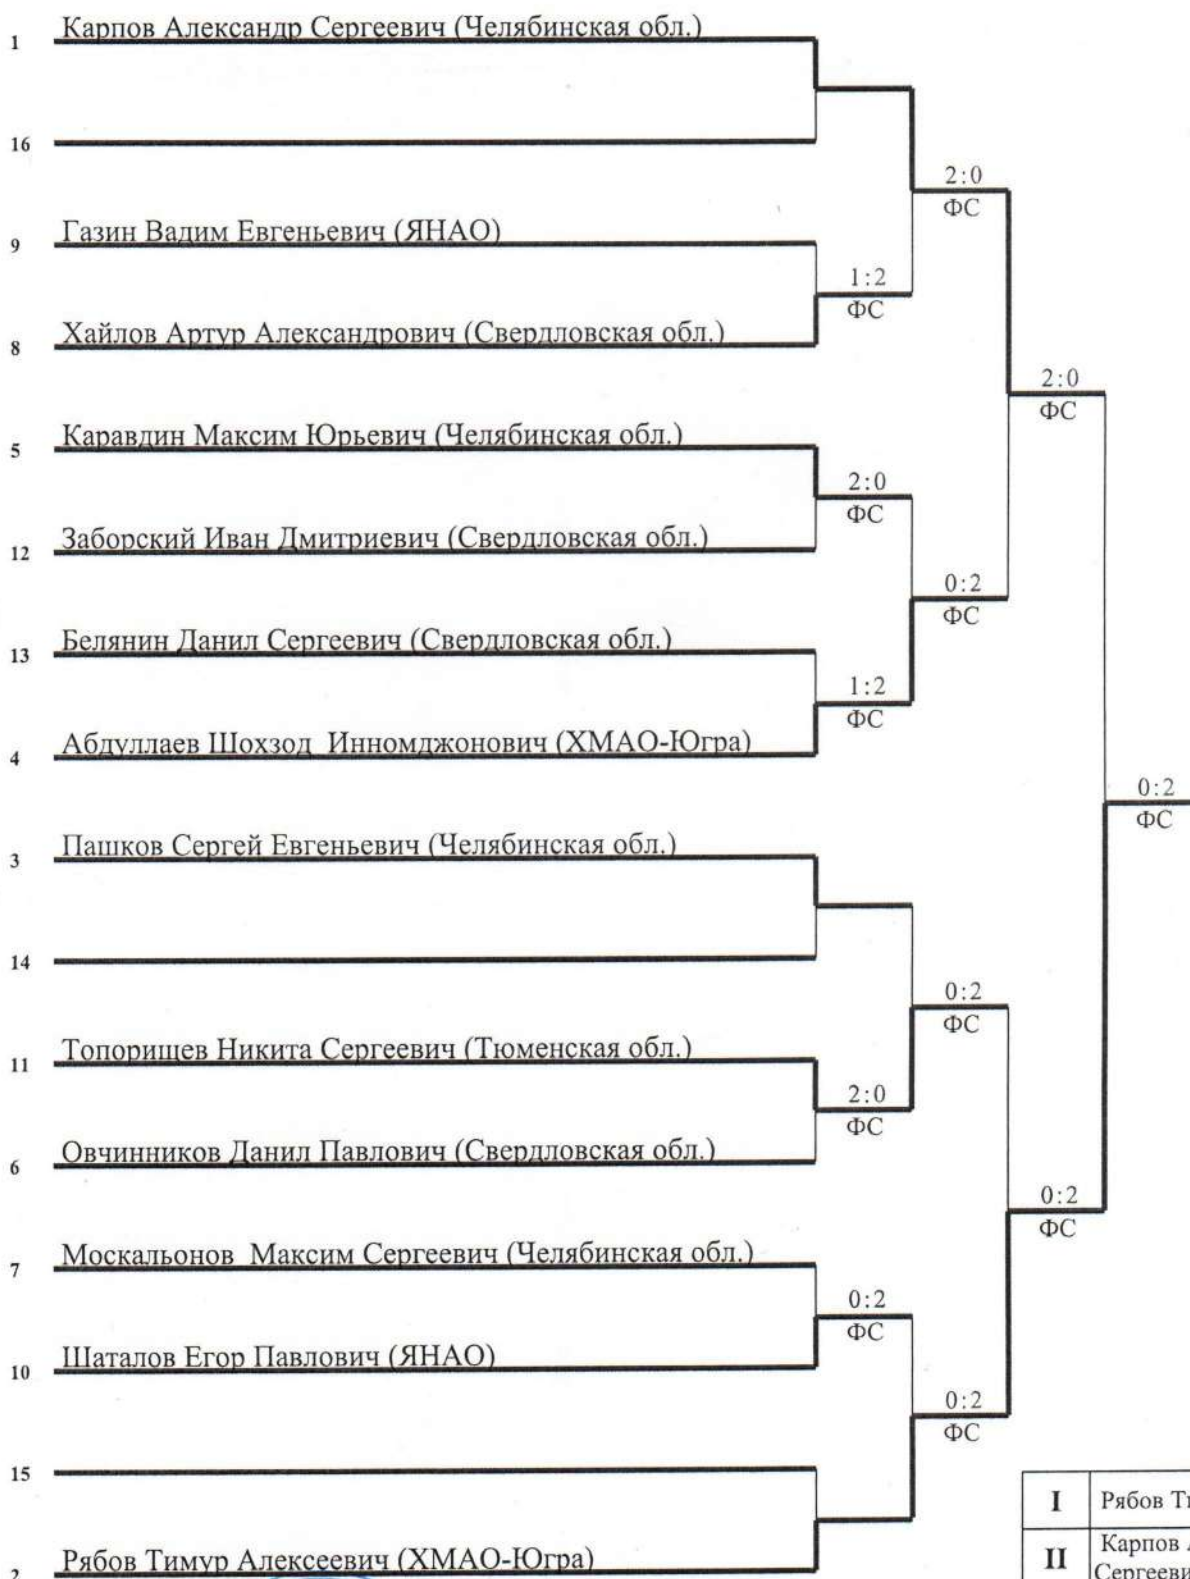 1 Карпов Александр Сергеевич (Челябинская обл.)
16
2:0
ФС
9 Газин Вадим Евгеньевич (ЯНАО)
1:2
ФС
8 Хайлов Артур Александрович (Свердловская обл.)
2:0
ФС
5 Каравдин Максим Юрьевич (Челябинская обл.)
2:0
ФС
12 Заборский Иван Дмитриевич (Свердловская обл.)
0:2
ФС
13 Белянин Данил Сергеевич (Свердловская обл.)
1:2
ФС
4 Абдуллаев Шохзод Инномджонович (ХМАО-Югра)
0:2
ФС
3 Пашков Сергей Евгеньевич (Челябинская обл.)
14
0:2
ФС
11 Топорищев Никита Сергеевич (Тюменская обл.)
2:0
ФС
6 Овчинников Данил Павлович (Свердловская обл.)
0:2
ФС
7 Москальонов Максим Сергеевич (Челябинская обл.)
0:2
ФС
10 Шаталов Егор Павлович (ЯНАО)
0:2
ФС
15
I Рябов
2 Рябов Тимур Алексеевич (ХМАО-Югра)
II Карпов